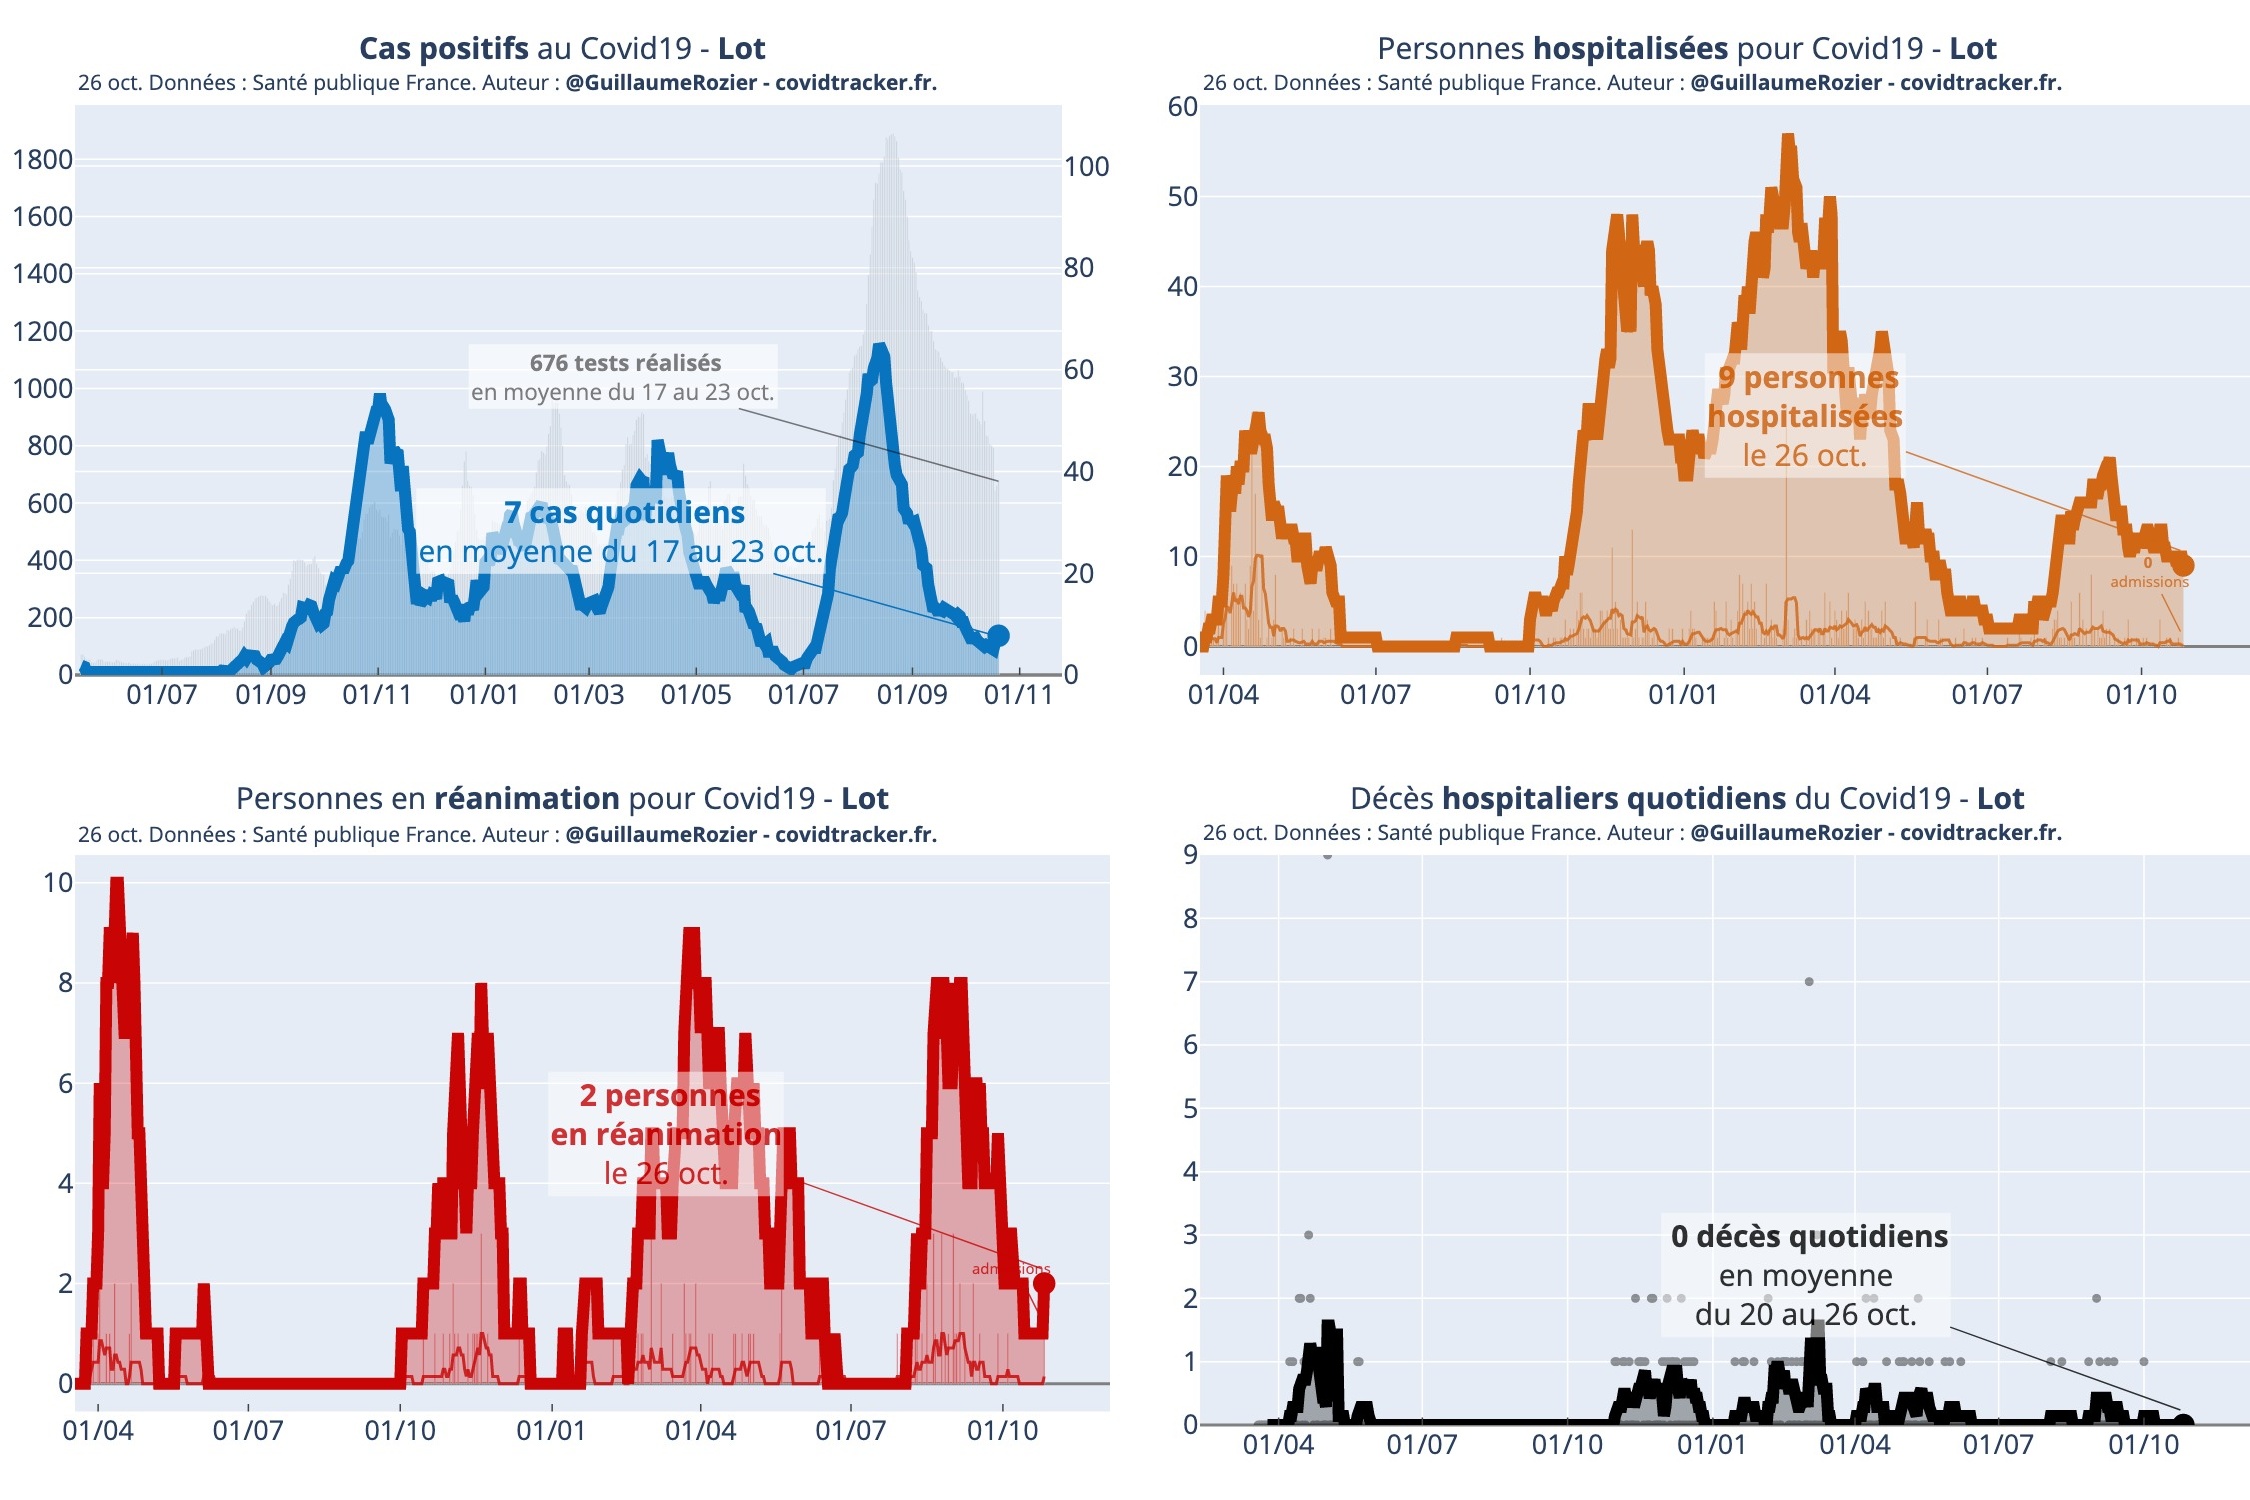 Cas positifs au Covid19 - Lot
26 oct. Données : Santé publique France. Auteur : @GuillaumeRozier - covidtracker.fr.
1800
1600
1400
1200
1000
800
600
400
200
0
100
80
60
40
20
0
676 tests réalisés
en moyenne du 17 au 23 oct.
7 cas quotidiens
en moyenne du 17 au 23 oct.
01/07 01/09 01/11 01/01 01/03 01/05 01/07 01/09 01/11
Personnes hospitalisées pour Covid19 - Lot
26 oct. Données : Santé publique France. Auteur : @GuillaumeRozier - covidtracker.fr.
60
50
40
30
20
10
0
9 personnes
hospitalisées
le 26 oct.
0
admissions
01/04 01/07 01/10 01/01 01/04 01/07 01/10
Personnes en réanimation pour Covid19 - Lot
26 oct. Données : Santé publique France. Auteur : @GuillaumeRozier - covidtracker.fr.
10
8
6
4
2
0
2 personnes
en réanimation
le 26 oct.
admissions
01/04 01/07 01/10 01/01 01/04 01/07 01/10
Décès hospitaliers quotidiens du Covid19 - Lot
26 oct. Données : Santé publique France. Auteur : @GuillaumeRozier - covidtracker.fr.
9
8
7
6
5
4
3
2
1
0
0 décès quotidiens
en moyenne
du 20 au 26 oct.
01/04 01/07 01/10 01/01 01/04 01/07 01/10